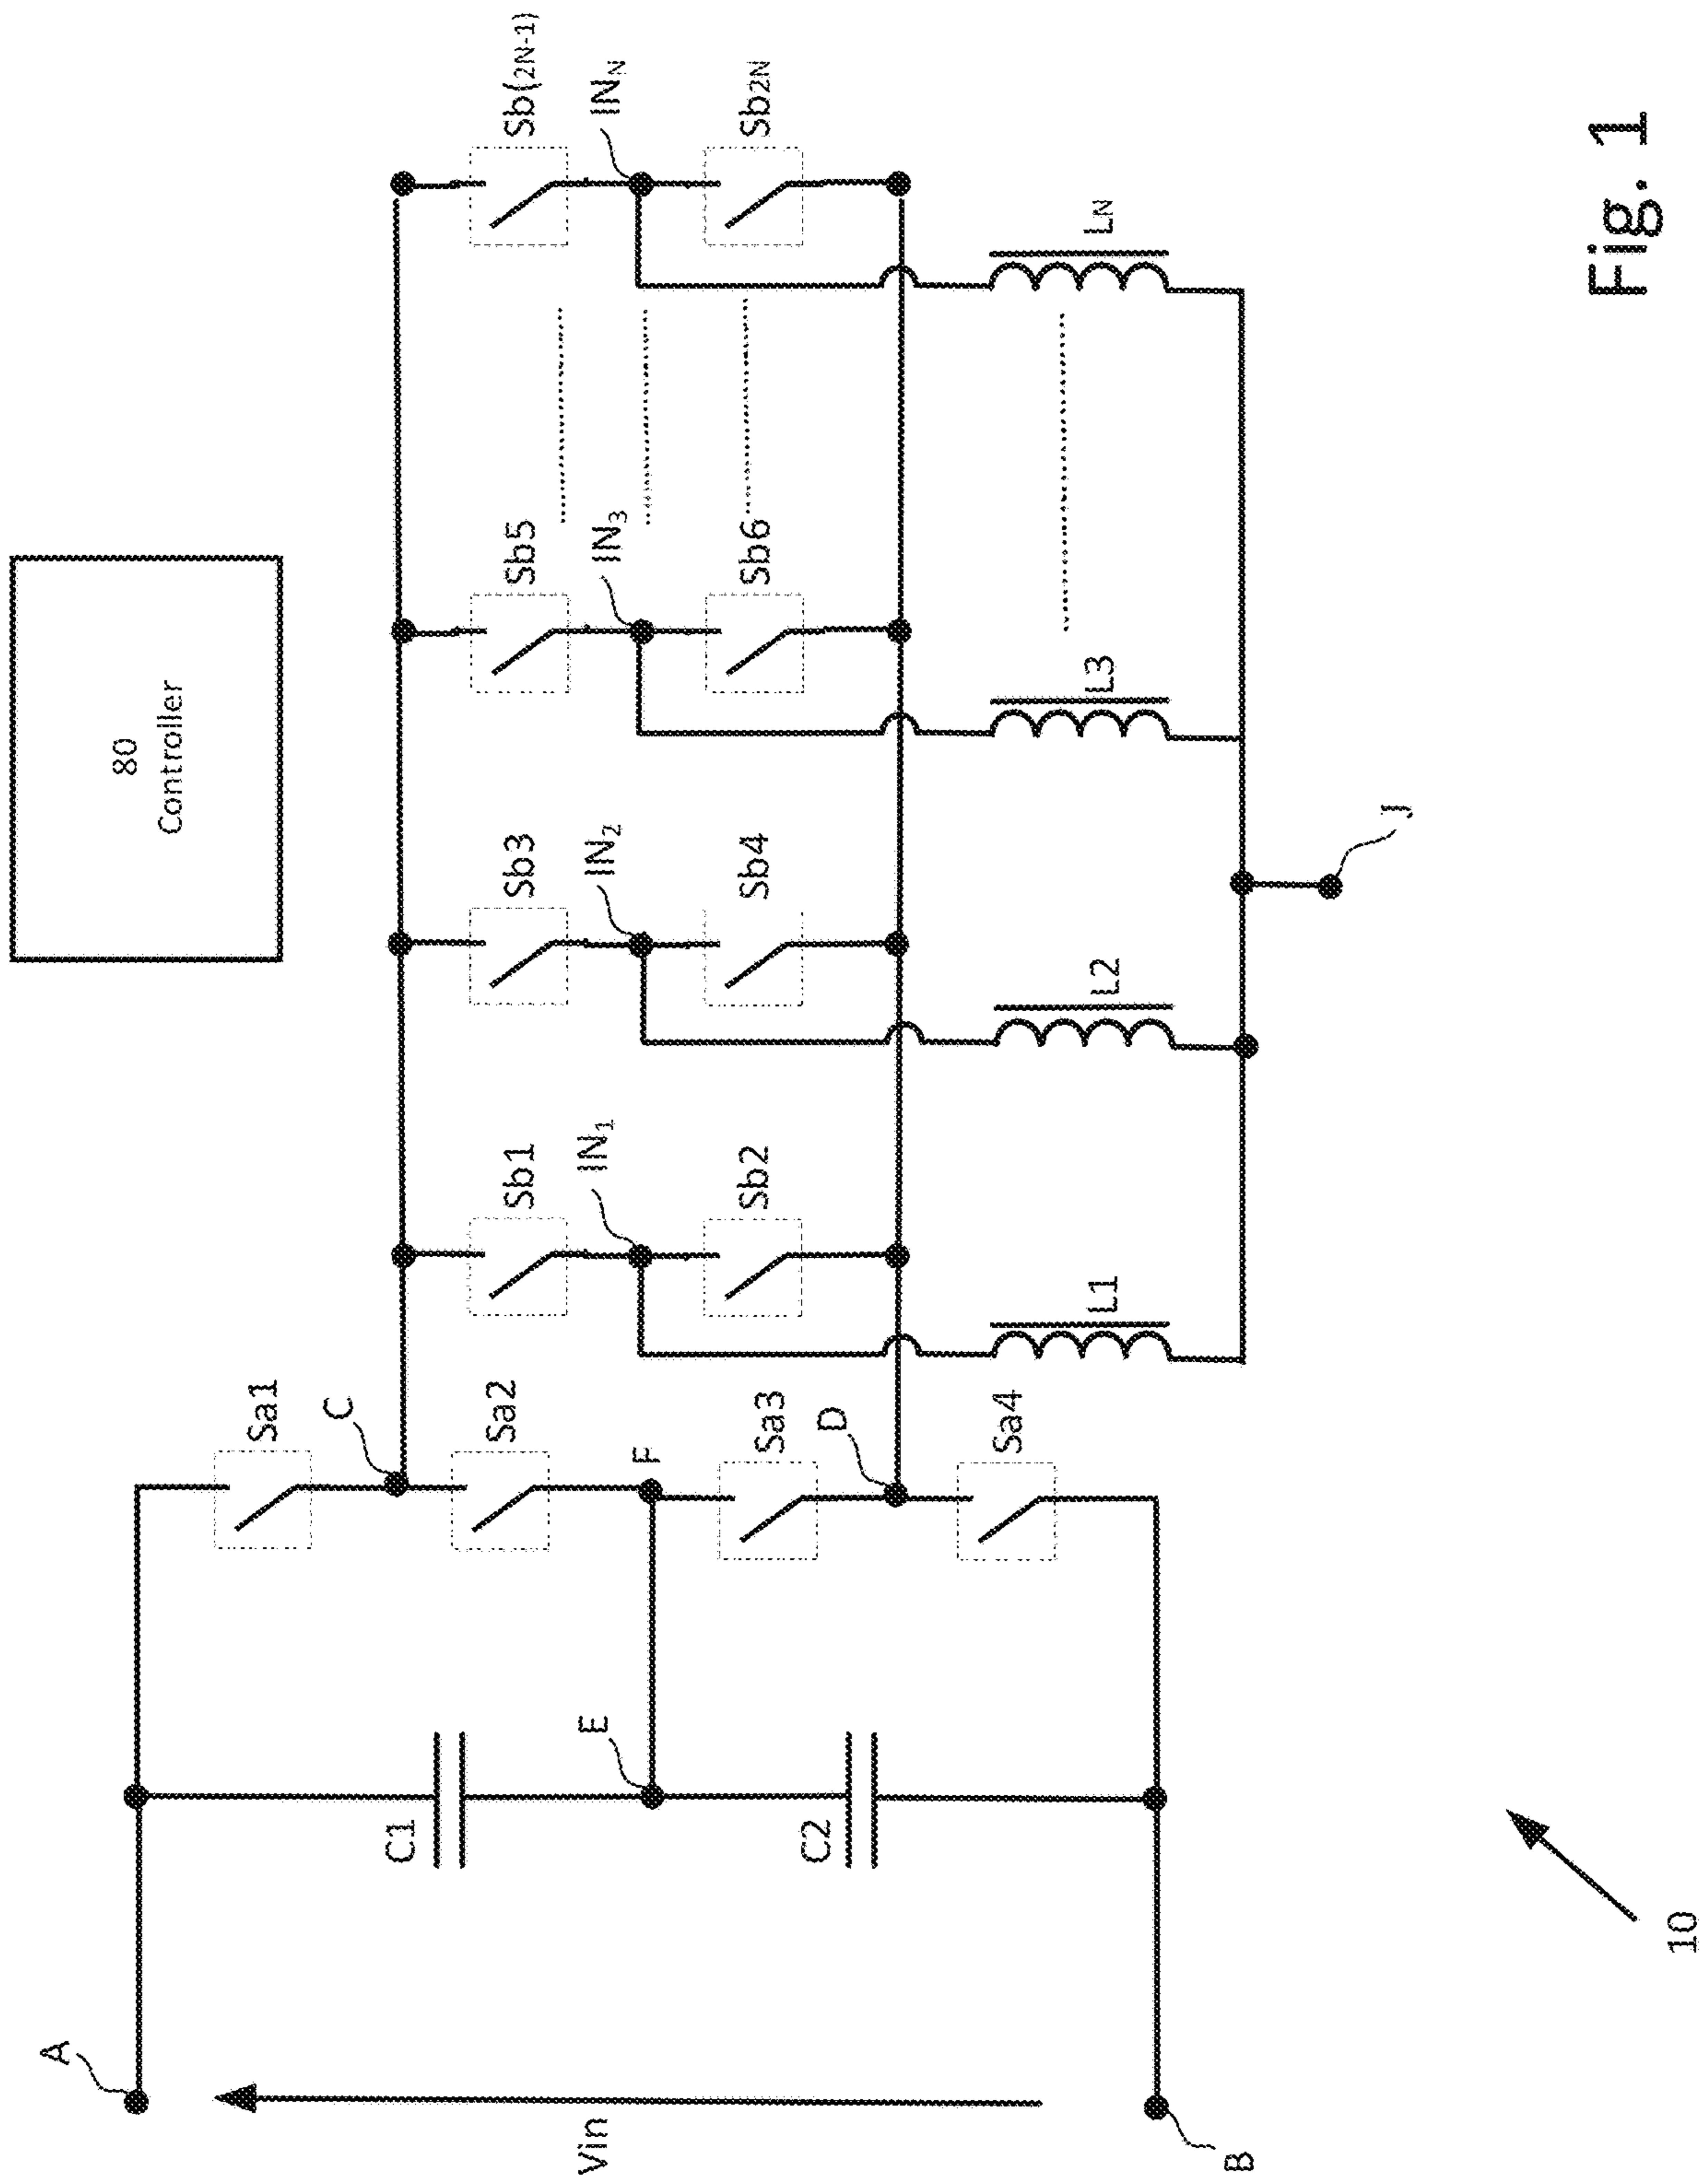 80
Controller
A
Vin
B
C1
C2
E
F
Sa1
C
Sa2
Sa3
D
Sa4
Sb1
IN₁
Sb2
L1
Sb3
IN₂
Sb4
L2
Sb5
IN₃
Sb6
L3
Sb(2N-1)
IN_N
Sb2N
LN
J
10
Fig. 1